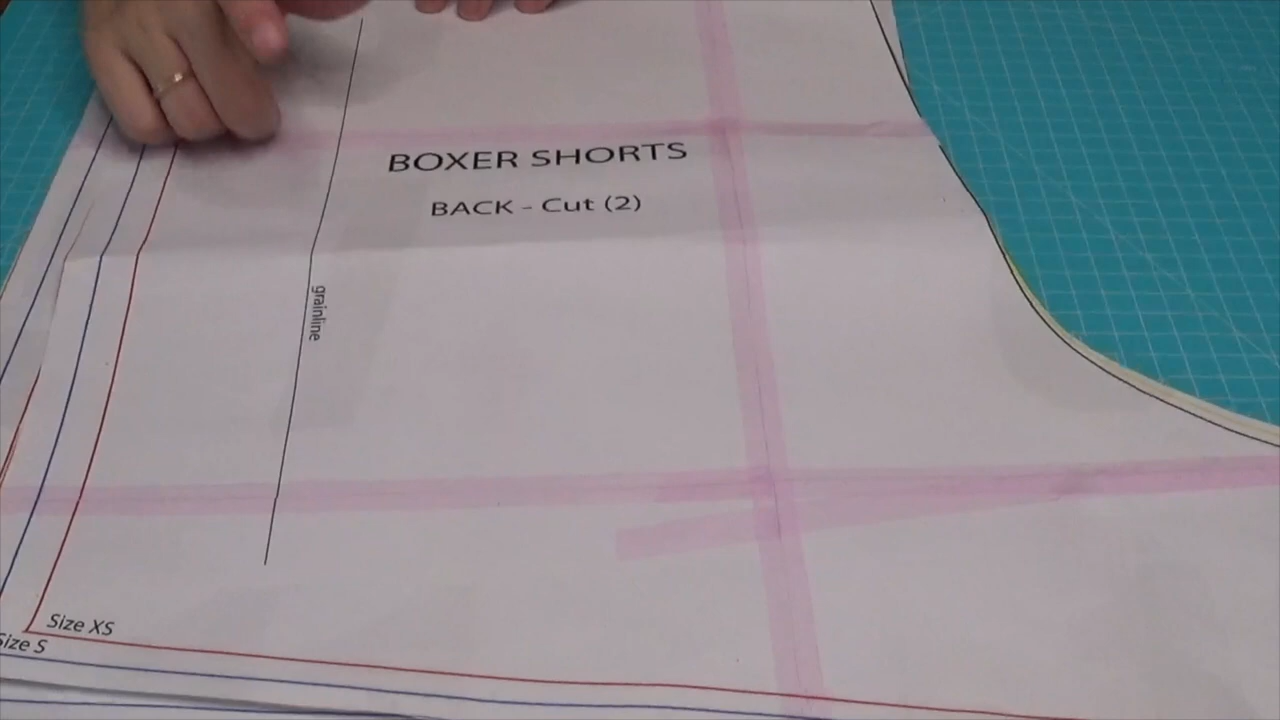 BOXER SHORTS
BACK - Cut (2)
grainline
Size XS
Size S